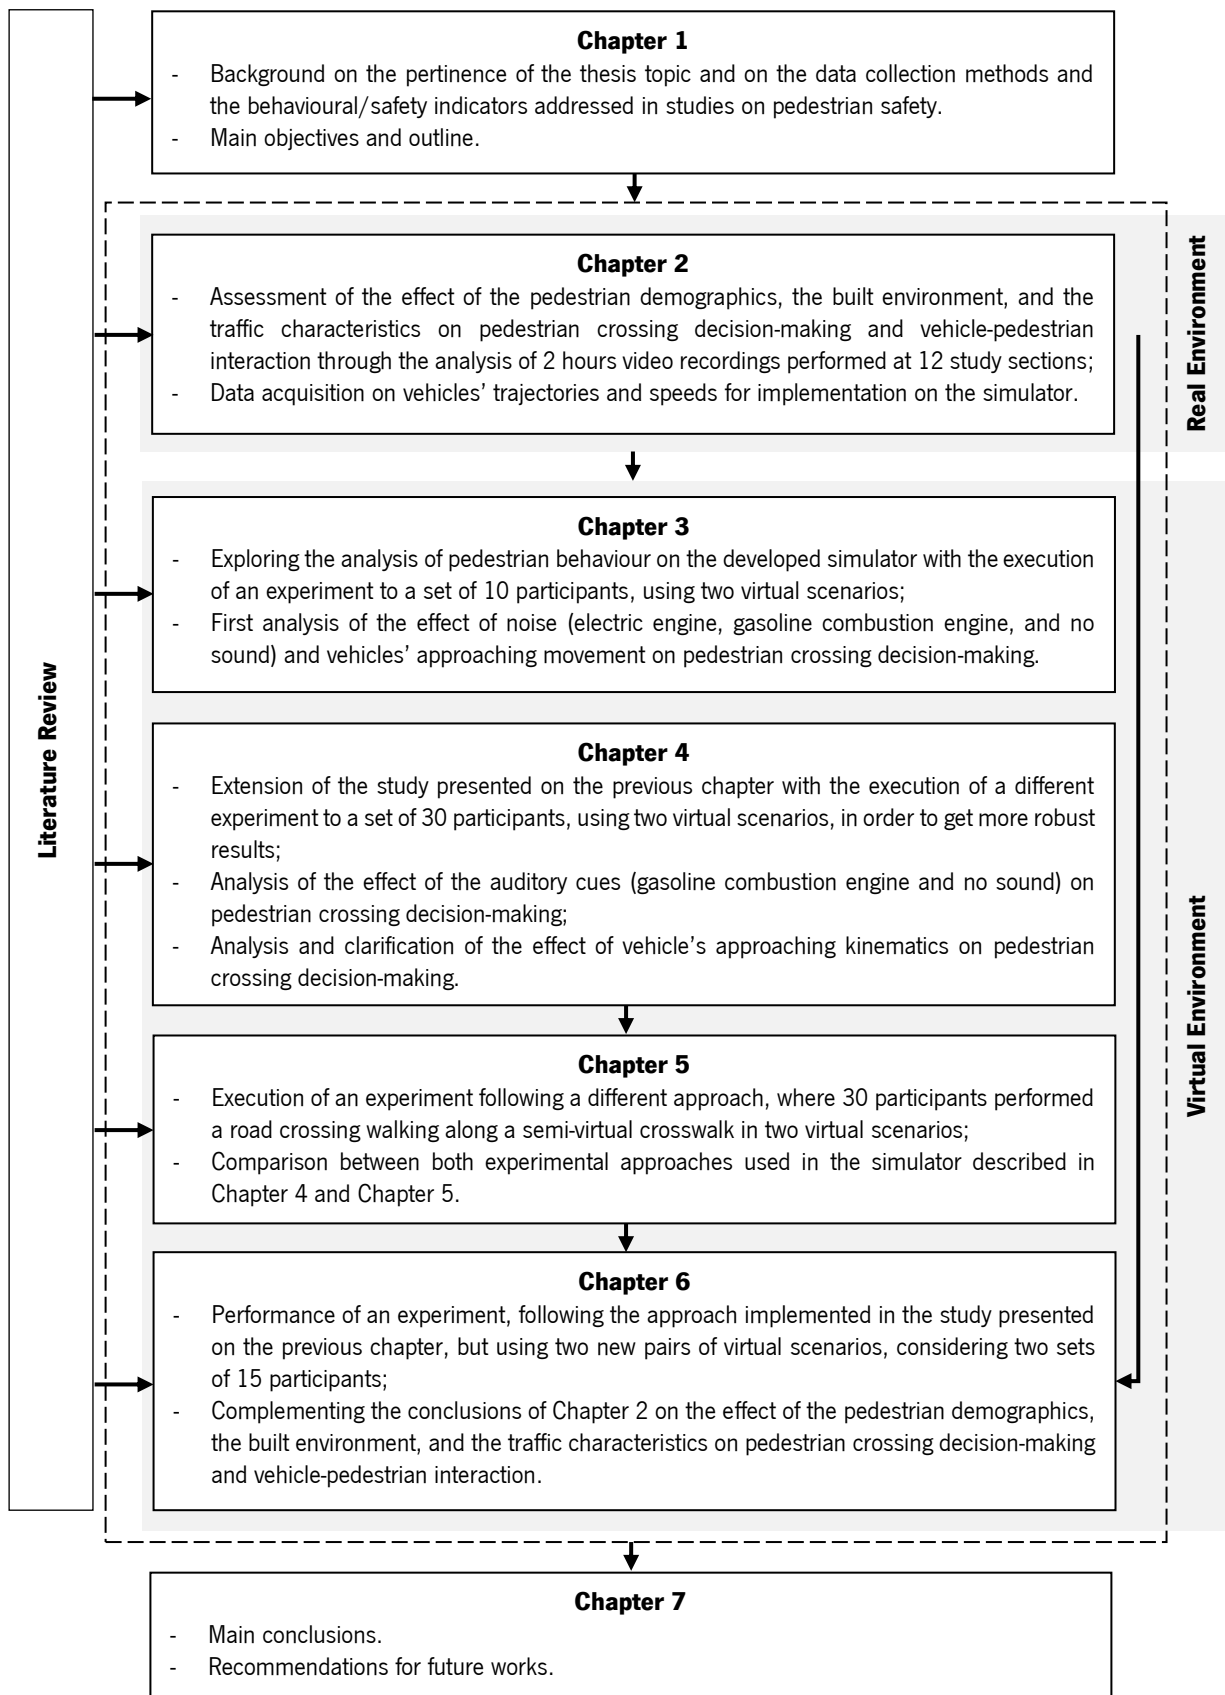 Chapter 1
- Background on the pertinence of the thesis topic and on the data collection methods and
the behavioural/safety indicators addressed in studies on pedestrian safety.
- Main objectives and outline.
Literature Review
Real Environment
Chapter 2
- Assessment of the effect of the pedestrian demographics, the built environment, and the
traffic characteristics on pedestrian crossing decision-making and vehicle-pedestrian
interaction through the analysis of 2 hours video recordings performed at 12 study sections;
- Data acquisition on vehicles’ trajectories and speeds for implementation on the simulator.
Virtual Environment
Chapter 3
- Exploring the analysis of pedestrian behaviour on the developed simulator with the execution
of an experiment to a set of 10 participants, using two virtual scenarios;
- First analysis of the effect of noise (electric engine, gasoline combustion engine, and no
sound) and vehicles’ approaching movement on pedestrian crossing decision-making.
Chapter 4
- Extension of the study presented on the previous chapter with the execution of a different
experiment to a set of 30 participants, using two virtual scenarios, in order to get more robust
results;
- Analysis of the effect of the auditory cues (gasoline combustion engine and no sound) on
pedestrian crossing decision-making;
- Analysis and clarification of the effect of vehicle’s approaching kinematics on pedestrian
crossing decision-making.
Chapter 5
- Execution of an experiment following a different approach, where 30 participants performed
a road crossing walking along a semi-virtual crosswalk in two virtual scenarios;
- Comparison between both experimental approaches used in the simulator described in
Chapter 4 and Chapter 5.
Chapter 6
- Performance of an experiment, following the approach implemented in the study presented
on the previous chapter, but using two new pairs of virtual scenarios, considering two sets
of 15 participants;
- Complementing the conclusions of Chapter 2 on the effect of the pedestrian demographics,
the built environment, and the traffic characteristics on pedestrian crossing decision-making
and vehicle-pedestrian interaction.
Chapter 7
- Main conclusions.
- Recommendations for future works.